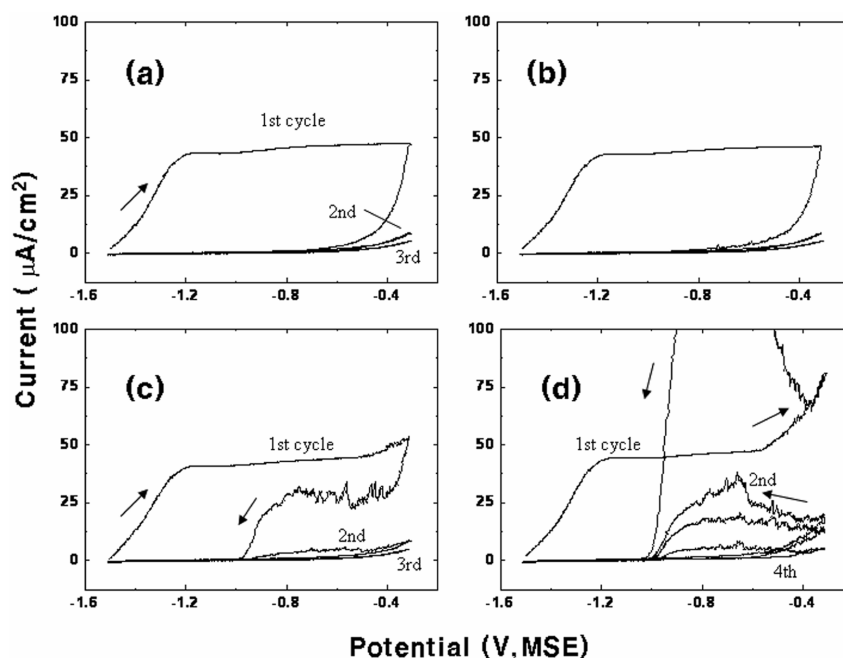 100
75
50
25
0
(a)
1st cycle
2nd
3rd
-1.6 -1.2 -0.8 -0.4
100
75
50
25
0
(b)
-1.6 -1.2 -0.8 -0.4
100
75
50
25
0
(c)
1st cycle
2nd
3rd
-1.6 -1.2 -0.8 -0.4
100
75
50
25
0
(d)
1st cycle
2nd
4th
-1.6 -1.2 -0.8 -0.4
Current ( μA/cm²)
Potential (V,MSE)